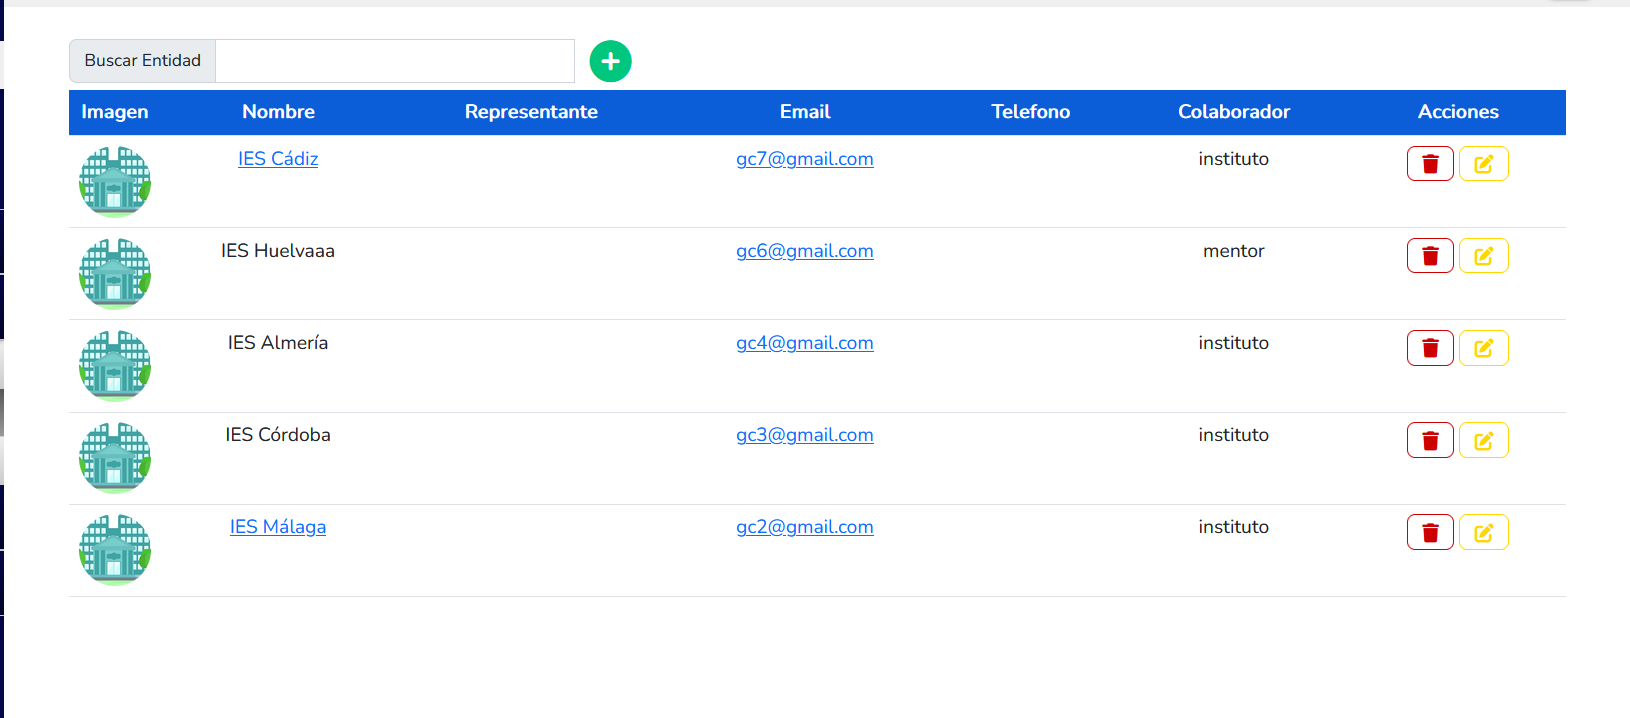 Buscar Entidad
Imagen Nombre Representante Email Telefono Colaborador Acciones
IES Cádiz gc7@gmail.com instituto
IES Huelvaaa gc6@gmail.com mentor
IES Almería gc4@gmail.com instituto
IES Córdoba gc3@gmail.com instituto
IES Málaga gc2@gmail.com instituto